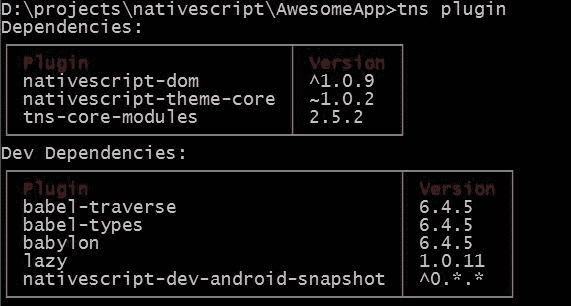 D:\projects\nativescript\AwesomeApp>tns plugin
Dependencies:
Plugin Version
nativescript-dom ^1.0.9
nativescript-theme-core ~1.0.2
tns-core-modules 2.5.2
Dev Dependencies:
Plugin Version
babel-traverse 6.4.5
babel-types 6.4.5
babylon 6.4.5
lazy 1.0.11
nativescript-dev-android-snapshot ^0.*.*